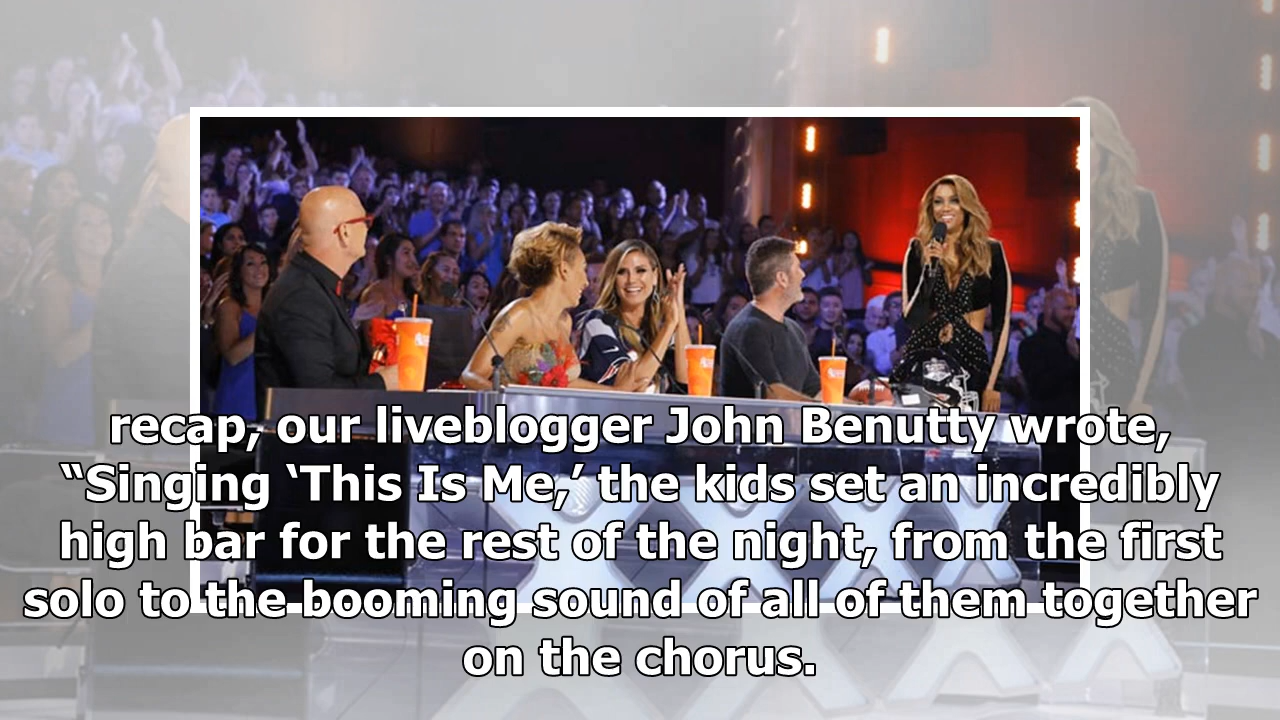 recap, our liveblogger John Benutty wrote,
“Singing ‘This Is Me,’ the kids set an incredibly
high bar for the rest of the night, from the first
solo to the booming sound of all of them together
on the chorus.